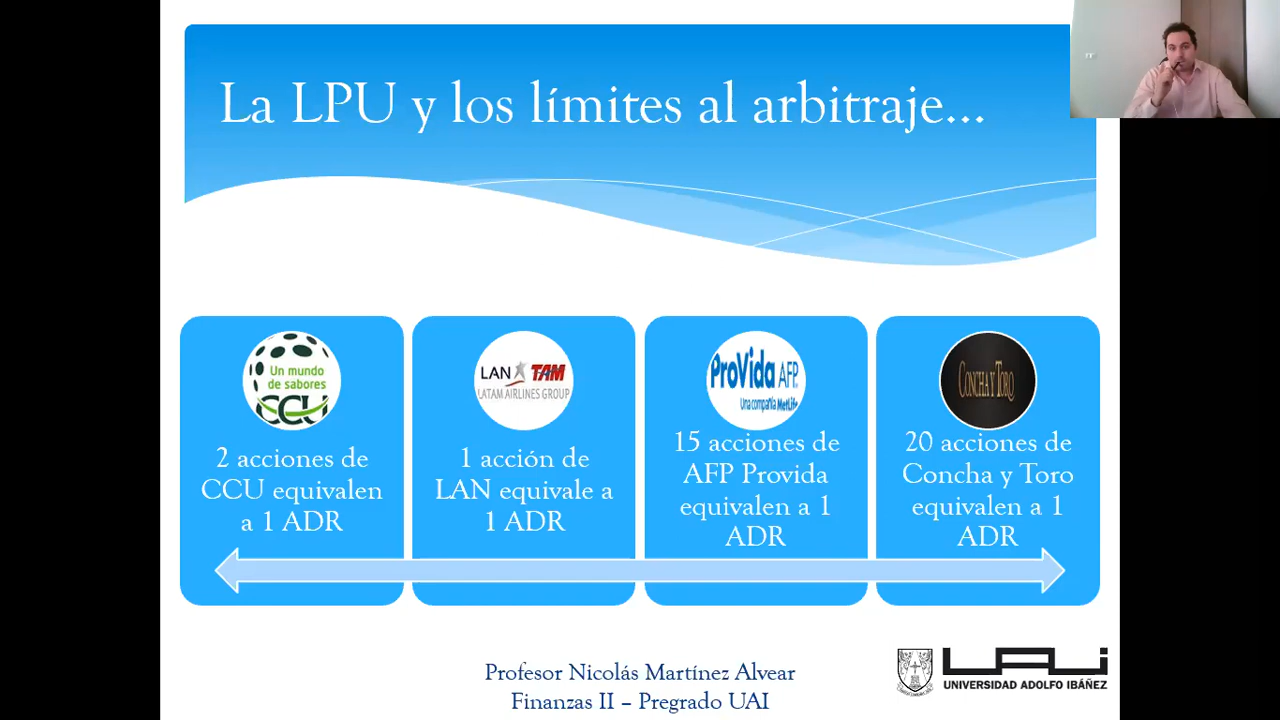 La LPU y los límites al arbitraje...
Un mundo
de sabores
CCU
2 acciones de
CCU equivalen
a 1 ADR
LAN TAM
LATAM AIRLINES GROUP
1 acción de
LAN equivale a
1 ADR
ProVida AFP
Una compañía MetLife
15 acciones de
AFP Provida
equivalen a 1
ADR
CONCHA Y TORO
20 acciones de
Concha y Toro
equivalen a 1
ADR
Profesor Nicolás Martínez Alvear
Finanzas II – Pregrado UAI
UAI
UNIVERSIDAD ADOLFO IBÁÑEZ